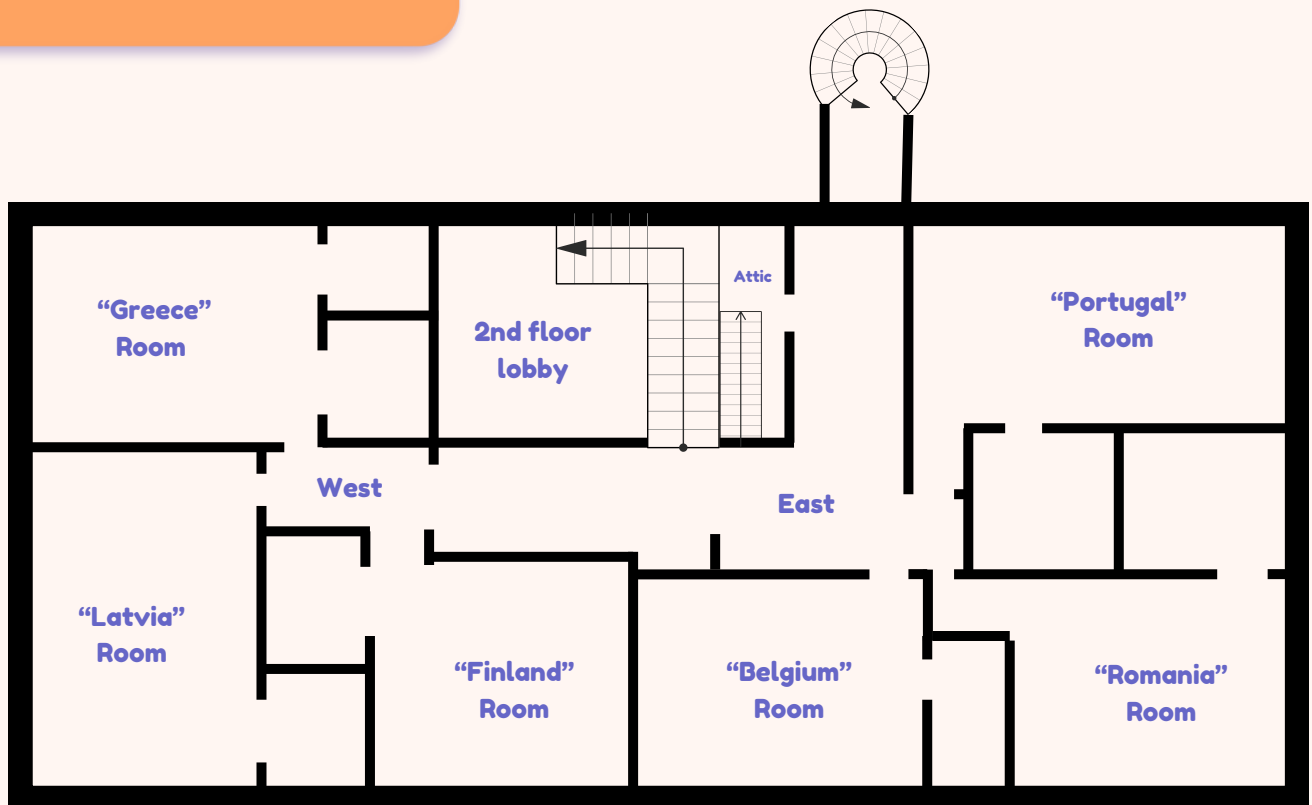 Attic
“Greece”
Room
2nd floor
lobby
“Portugal”
Room
West
East
“Latvia”
Room
“Finland”
Room
“Belgium”
Room
“Romania”
Room